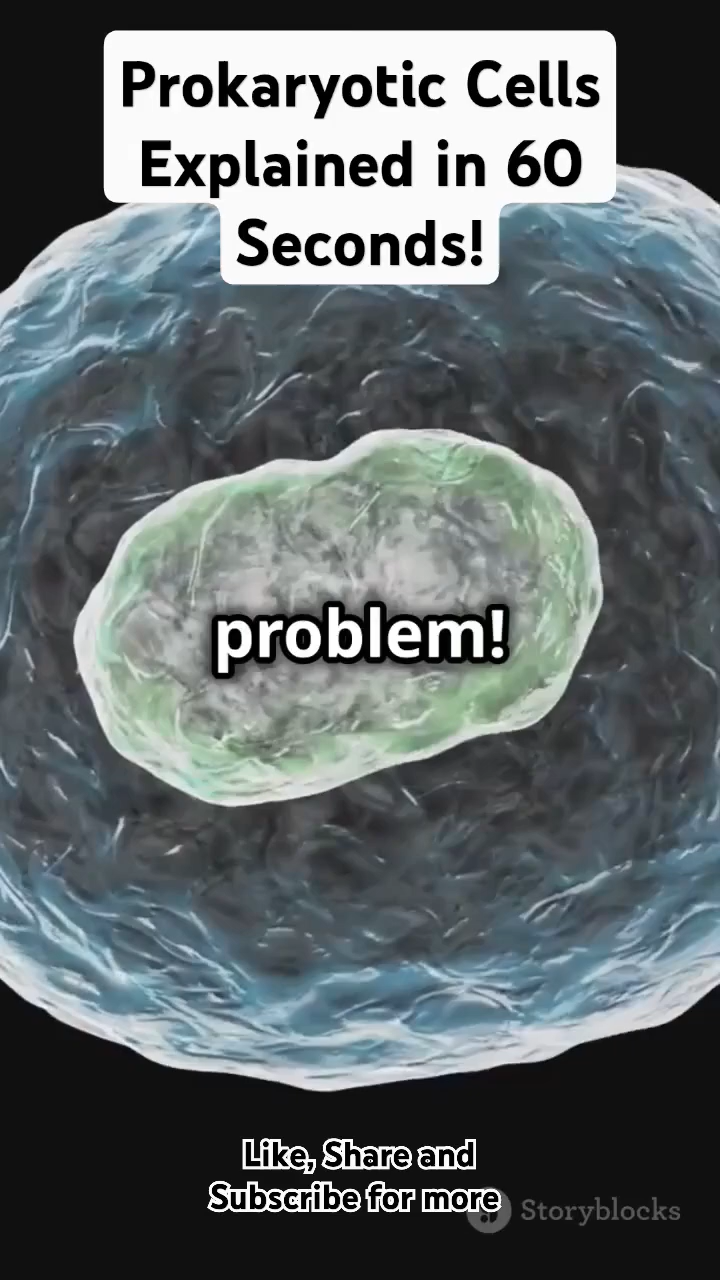 Prokaryotic Cells
Explained in 60
Seconds!
problem!
Like, Share and
Subscribe for more
Storyblocks